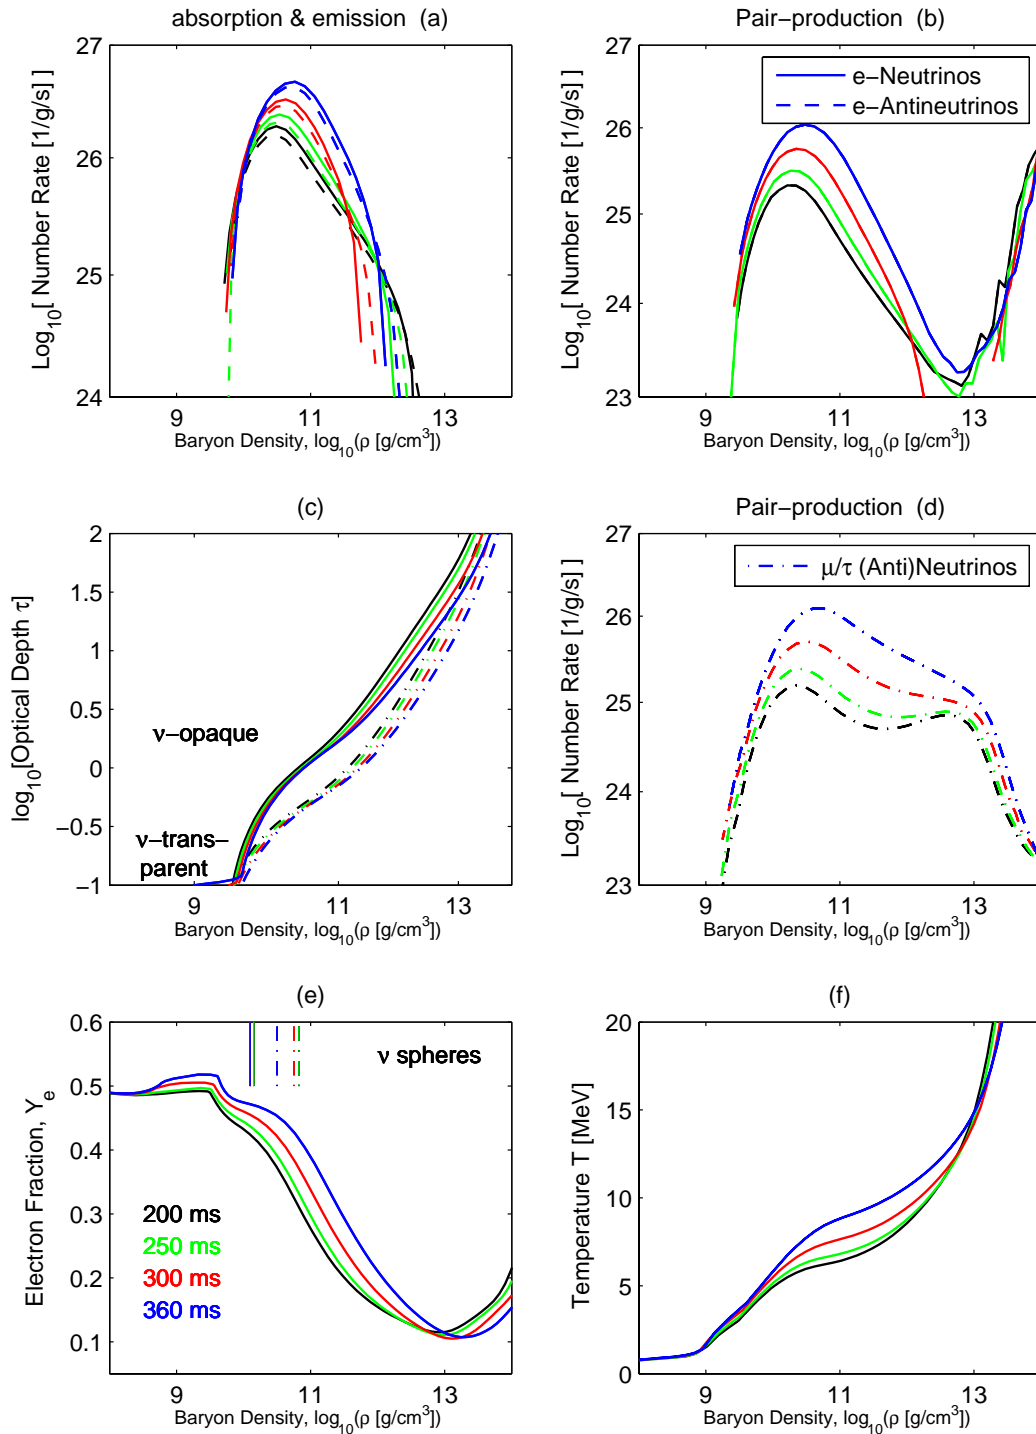 absorption & emission (a)
27
26
25
24
9 11 13
Log10[ Number Rate [1/g/s] ]
Baryon Density, log10(ρ [g/cm3])
Pair−production (b)
e−Neutrinos
e−Antineutrinos
27
26
25
24
23
9 11 13
Log10[ Number Rate [1/g/s] ]
Baryon Density, log10(ρ [g/cm3])
(c)
2
1.5
1
0.5
0
−0.5
−1
9 11 13
log10[Optical Depth τ]
ν−opaque
ν−trans−
parent
Baryon Density, log10(ρ [g/cm3])
Pair−production (d)
μ/τ (Anti)Neutrinos
27
26
25
24
23
9 11 13
Log10[ Number Rate [1/g/s] ]
Baryon Density, log10(ρ [g/cm3])
(e)
0.6
0.5
0.4
0.3
0.2
0.1
9 11 13
Electron Fraction, Ye
ν spheres
200 ms
250 ms
300 ms
360 ms
Baryon Density, log10(ρ [g/cm3])
(f)
20
15
10
5
0
9 11 13
Temperature T [MeV]
Baryon Density, log10(ρ [g/cm3])